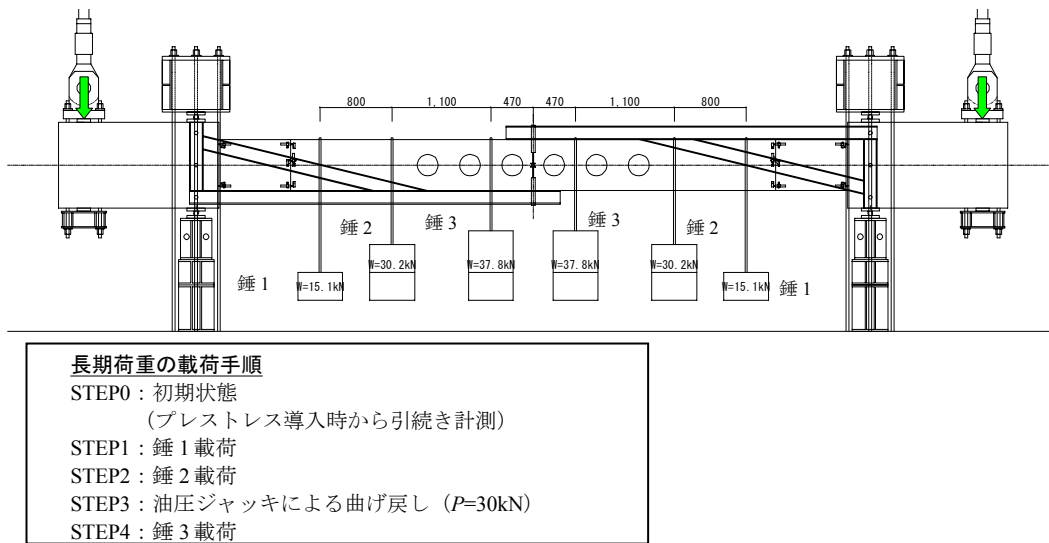 800 1,100 470 470 1,100 800
錘2 錘3 錘3 錘2
W=30.2kN W=37.8kN W=37.8kN W=30.2kN
錘1 W=15.1kN W=15.1kN 錘1
長期荷重の載荷手順
STEP0：初期状態
（プレストレス導入時から引続き計測）
STEP1：錘1載荷
STEP2：錘2載荷
STEP3：油圧ジャッキによる曲げ戻し（P=30kN）
STEP4：錘3載荷